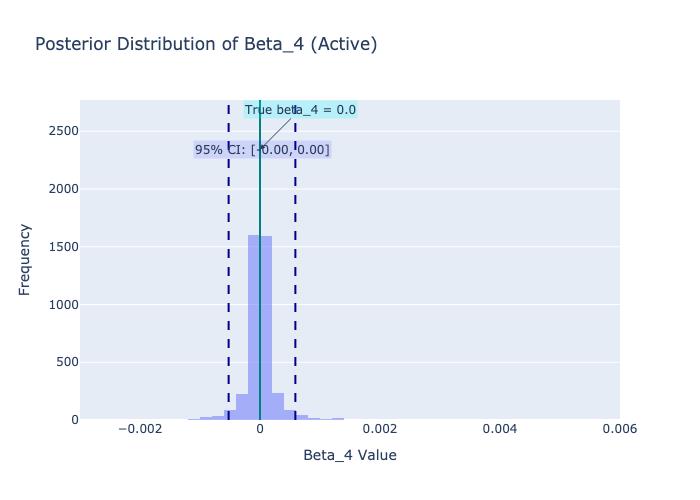 Posterior Distribution of Beta_4 (Active)
True beta_4 = 0.0
95% CI: [-0.00, 0.00]
2500
2000
1500
1000
500
0
Frequency
−0.002
0
0.002
0.004
0.006
Beta_4 Value